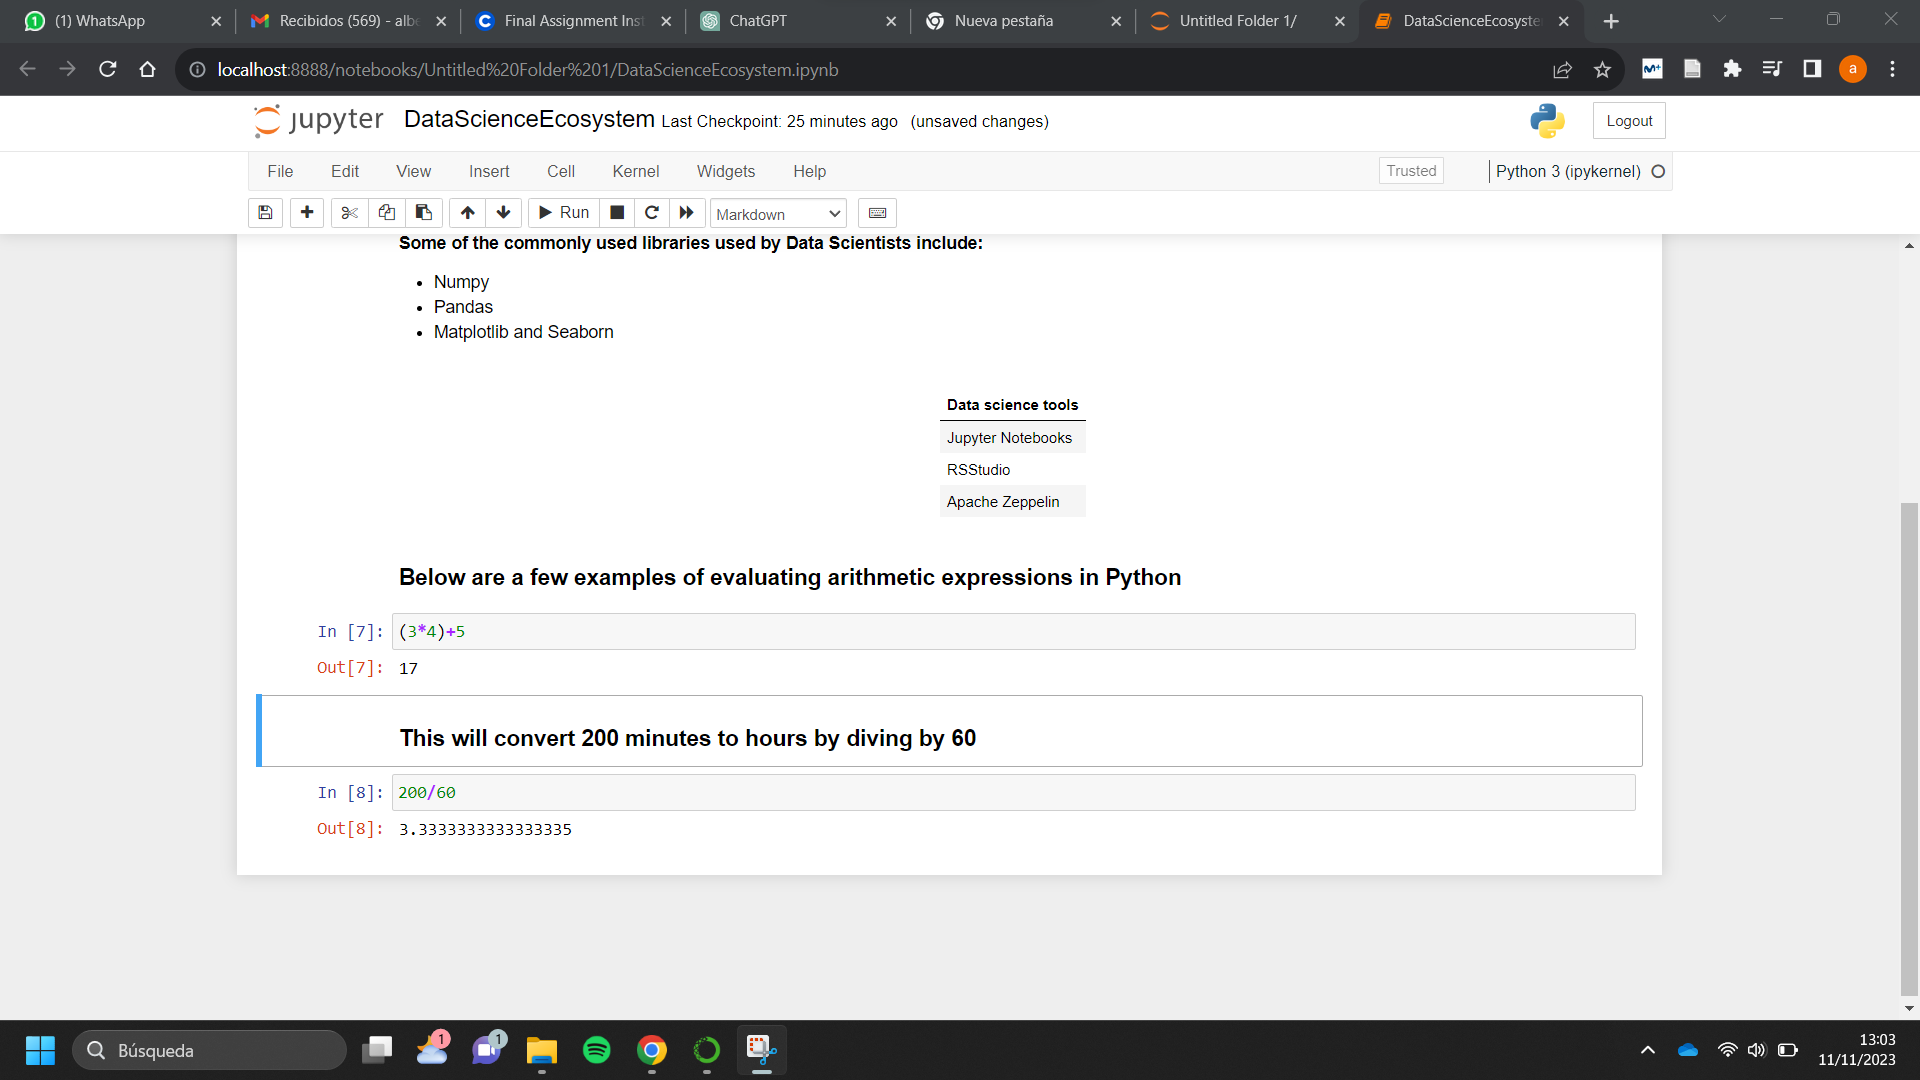 (1) WhatsApp
Recibidos (569) - albe
Final Assignment Inst
ChatGPT
Nueva pestaña
Untitled Folder 1/
DataScienceEcosyste
localhost:8888/notebooks/Untitled%20Folder%201/DataScienceEcosystem.ipynb
a
jupyter DataScienceEcosystem Last Checkpoint: 25 minutes ago (unsaved changes)
Logout
File Edit View Insert Cell Kernel Widgets Help
Trusted
Python 3 (ipykernel)
Run
Markdown
Some of the commonly used libraries used by Data Scientists include:
• Numpy
• Pandas
• Matplotlib and Seaborn
Data science tools
Jupyter Notebooks
RSStudio
Apache Zeppelin
Below are a few examples of evaluating arithmetic expressions in Python
In [7]: (3*4)+5
Out[7]: 17
This will convert 200 minutes to hours by diving by 60
In [8]: 200/60
Out[8]: 3.3333333333333335
Búsqueda
1
1
13:03
11/11/2023